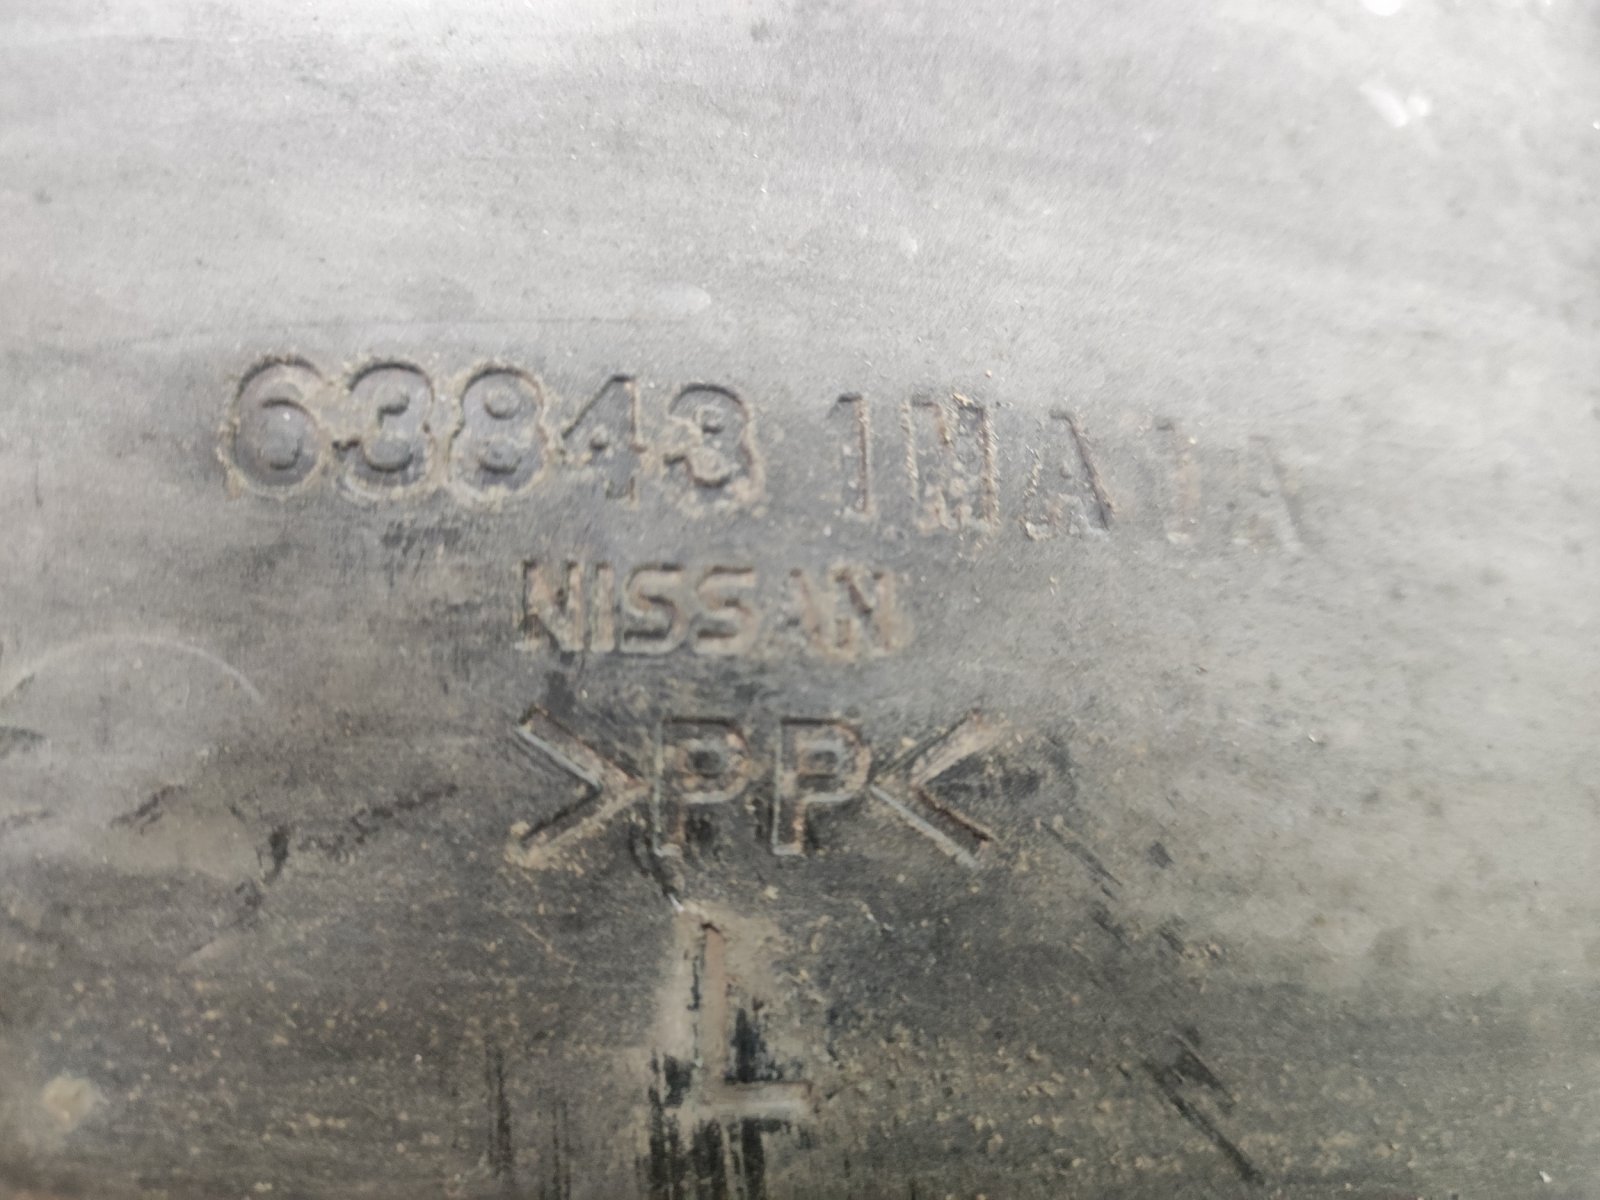 63843 1MA1A
NISSAN
>PP<
L